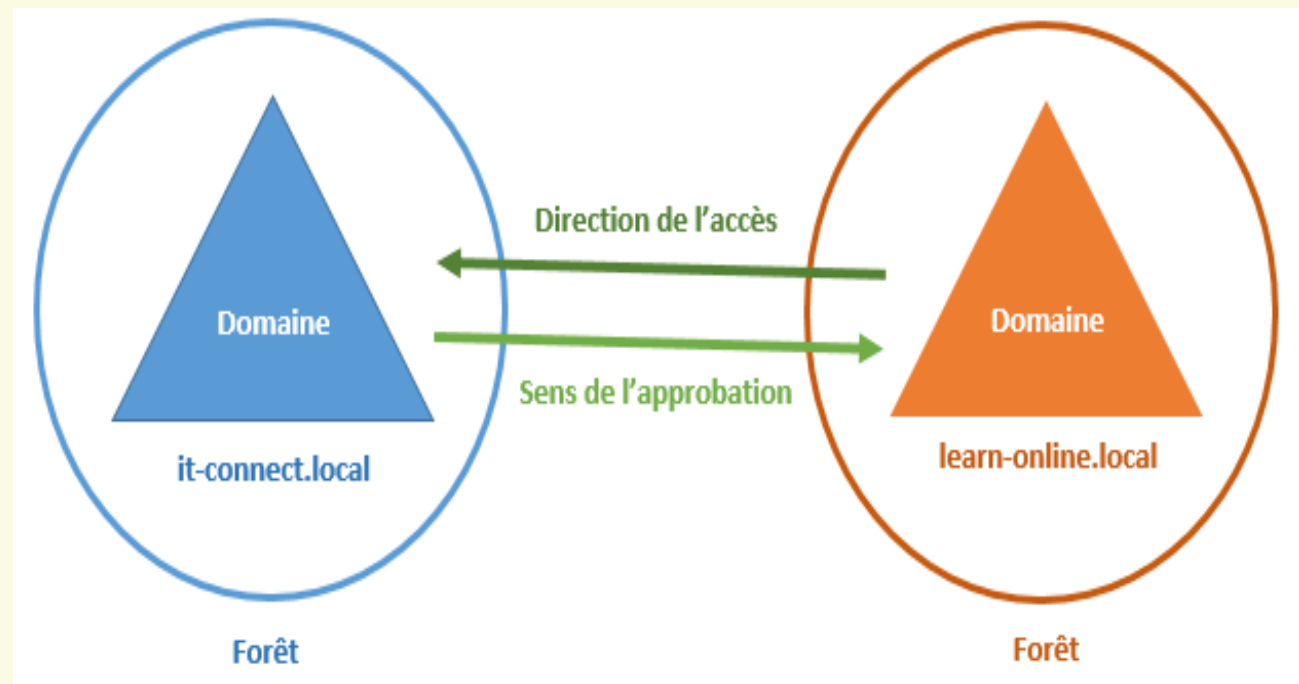 Direction de l’accès
Domaine
Domaine
Sens de l’approbation
it-connect.local
learn-online.local
Forêt
Forêt